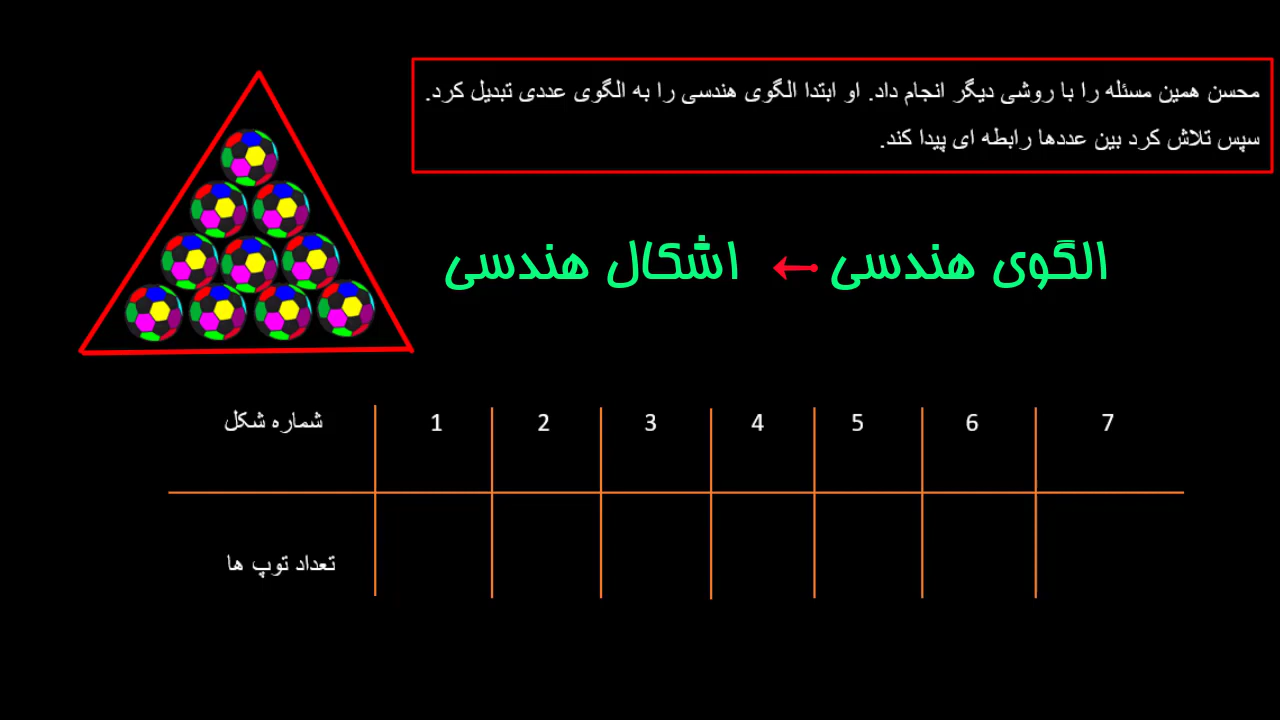 محسن همین مسئله را با روشی دیگر انجام داد. او ابتدا الگوی هندسی را به الگوی عددی تبدیل کرد.
سپس تلاش کرد بین عددها رابطه ای پیدا کند.
الگوی هندسی ← اشکال هندسی
شماره شکل 1 2 3 4 5 6 7
تعداد توپ ها